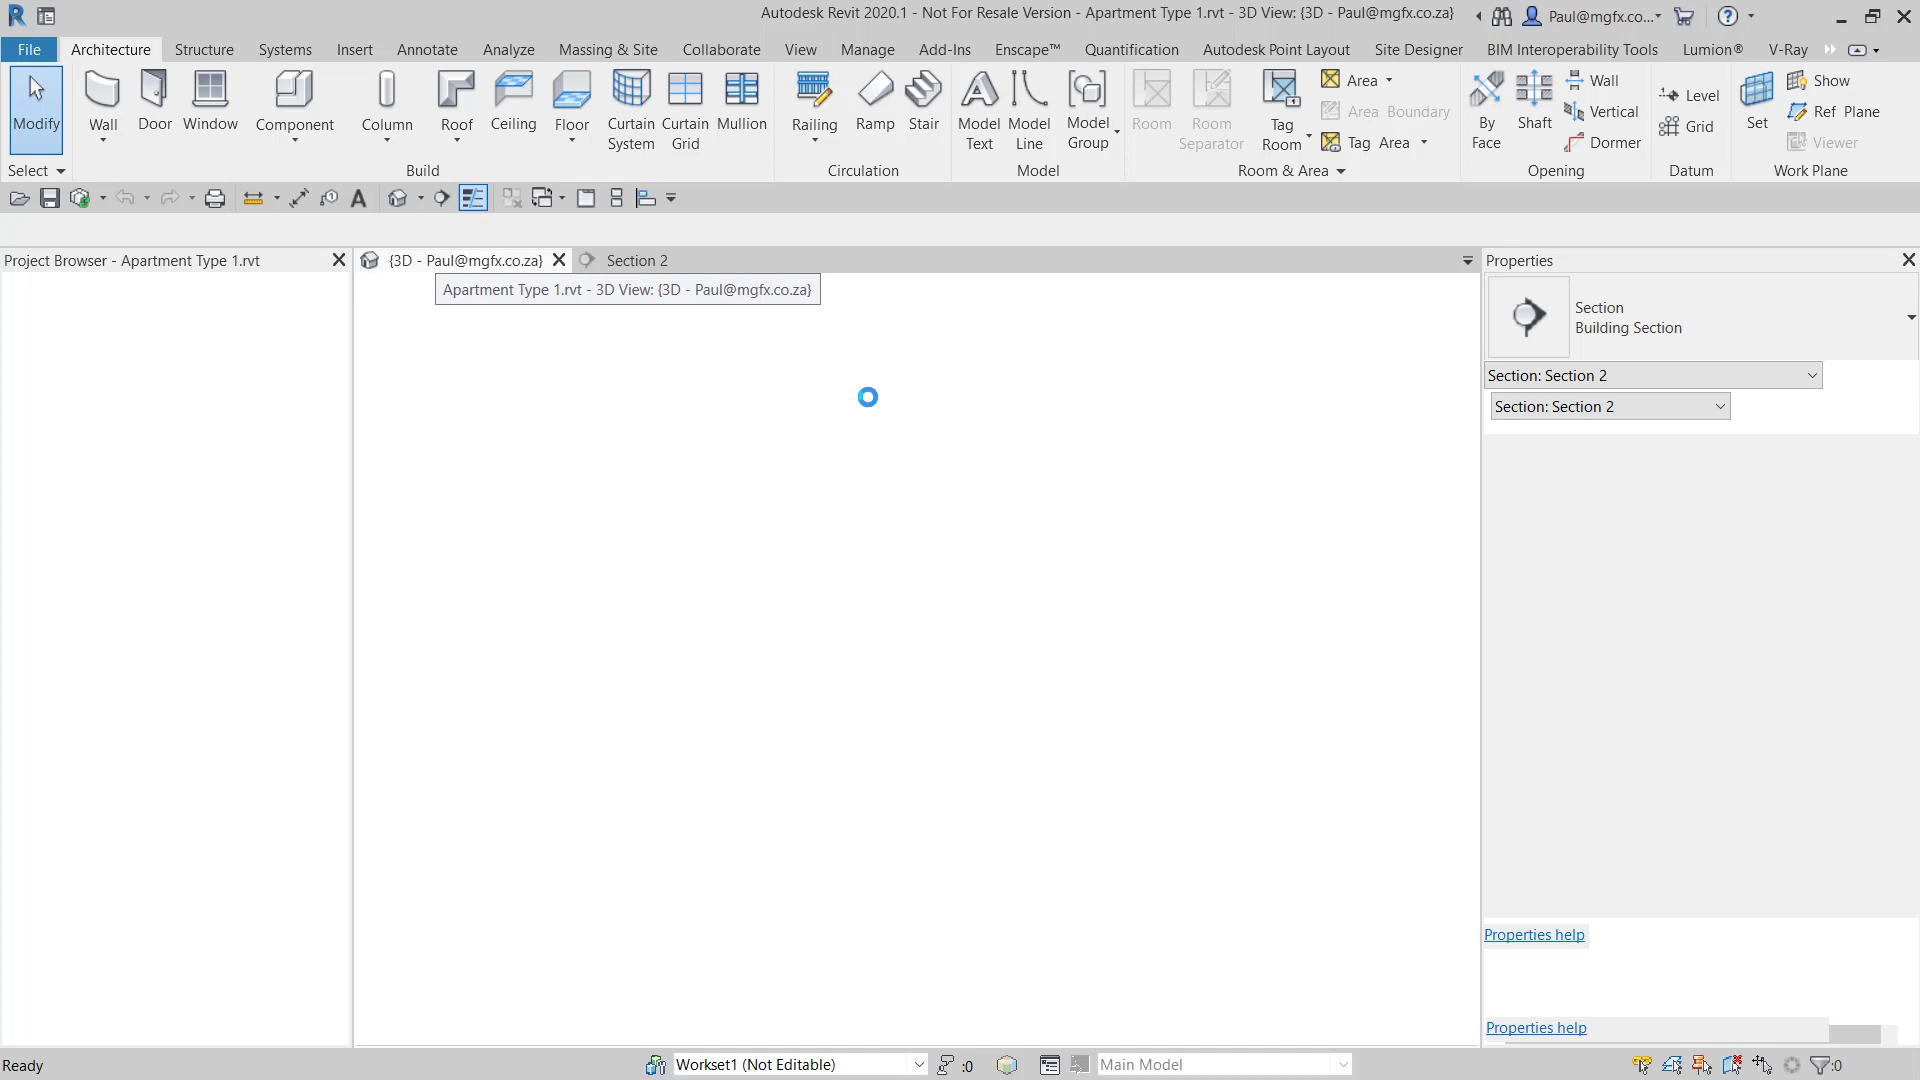 Autodesk Revit 2020.1 - Not For Resale Version - Apartment Type 1.rvt - 3D View: {3D - Paul@mgfx.co.za}
Paul@mgfx.co...
File Architecture Structure Systems Insert Annotate Analyze Massing & Site Collaborate View Manage Add-Ins Enscape™ Quantification Autodesk Point Layout Site Designer BIM Interoperability Tools Lumion® V-Ray
Modify
Wall
Door
Window
Component
Column
Roof
Ceiling
Floor
Curtain
System
Curtain
Grid
Mullion
Railing
Ramp
Stair
Model
Text
Model
Line
Model
Group
Room
Room
Separator
Tag
Room
Area
Area Boundary
Tag Area
By
Face
Shaft
Wall
Vertical
Dormer
Level
Grid
Set
Show
Ref Plane
Viewer
Select
Build
Circulation
Model
Room & Area
Opening
Datum
Work Plane
Project Browser - Apartment Type 1.rvt
{3D - Paul@mgfx.co.za}
Section 2
Apartment Type 1.rvt - 3D View: {3D - Paul@mgfx.co.za}
Properties
Section
Building Section
Section: Section 2
Section: Section 2
Properties help
Properties help
Ready
Workset1 (Not Editable)
:0
Main Model
:0